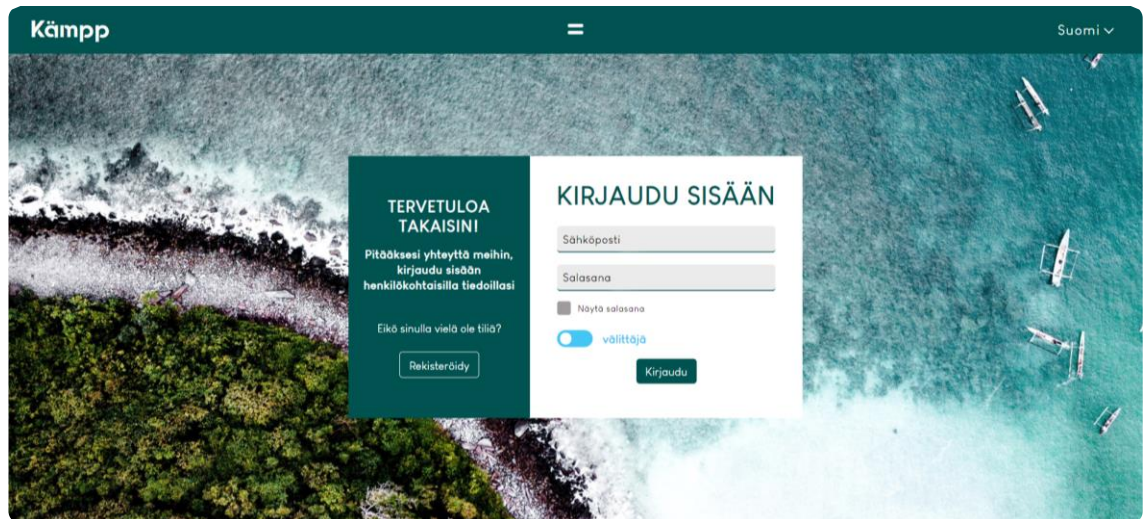 Kämpp
Suomi
TERVETULOA
TAKAISINI
Pitääksesi yhteyttä meihin,
kirjaudu sisään
henkilökohtaisilla tiedoillasi
Eikö sinulla vielä ole tiliä?
Rekisteröidy
KIRJAUDU SISÄÄN
Sähköposti
Salasana
Näytä salasana
välittäjä
Kirjaudu